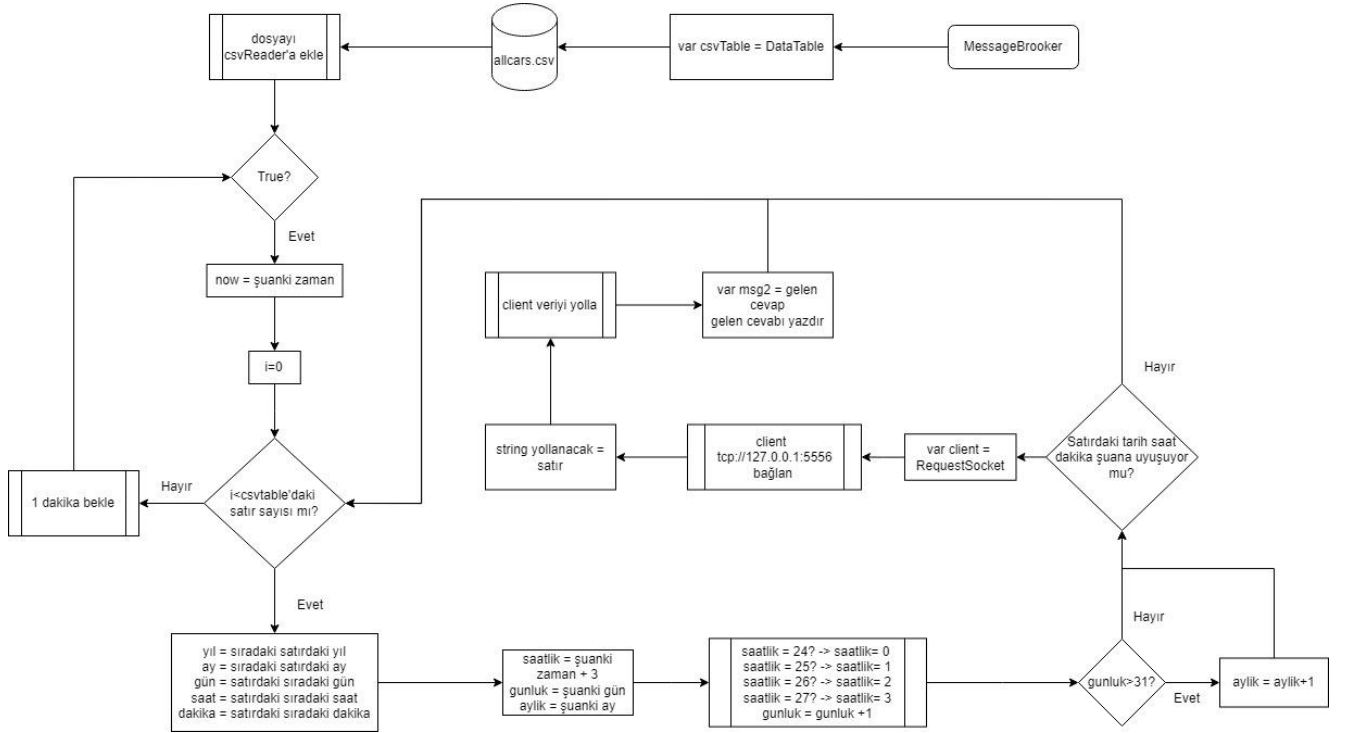 MessageBrooker
var csvTable = DataTable
allcars.csv
dosyayı
csvReader'a ekle
True?
Evet
now = şuanki zaman
i=0
i<csvtable'daki
satır sayısı mı?
Hayır
1 dakika bekle
Evet
yıl = sıradaki satırdaki yıl
ay = sıradaki satırdaki ay
gün = satırdaki sıradaki gün
saat = satırdaki sıradaki saat
dakika = satırdaki sıradaki dakika
saatlik = şuanki
zaman + 3
gunluk = şuanki gün
aylik = şuanki ay
saatlik = 24? -> saatlik= 0
saatlik = 25? -> saatlik= 1
saatlik = 26? -> saatlik= 2
saatlik = 27? -> saatlik= 3
gunluk = gunluk +1
gunluk>31?
Evet
aylik = aylik+1
Hayır
Satırdaki tarih saat
dakika şuana uyuşuyor
mu?
Hayır
var client =
RequestSocket
client
tcp://127.0.0.1:5556
bağlan
string yollanacak =
satır
client veriyi yolla
var msg2 = gelen
cevap
gelen cevabı yazdır